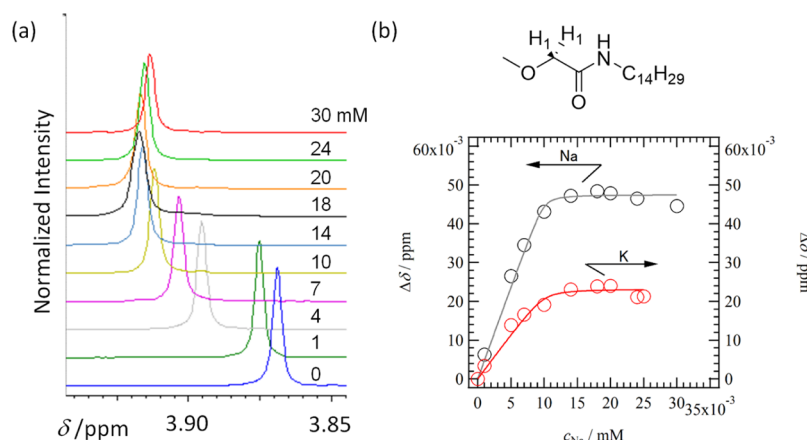 (a)
Normalized Intensity
30 mM
24
20
18
14
10
7
4
1
0
δ /ppm
3.90
3.85
(b)
H₁ H₁
H
N
O
O
C₁₄H₂₉
60x10⁻³
50
40
30
20
10
0
Δδ / ppm
Na
K
60x10⁻³
50
40
30
20
10
0
Δδ / ppm
0
5
10
15
20
25
30
35x10⁻³
/ mM